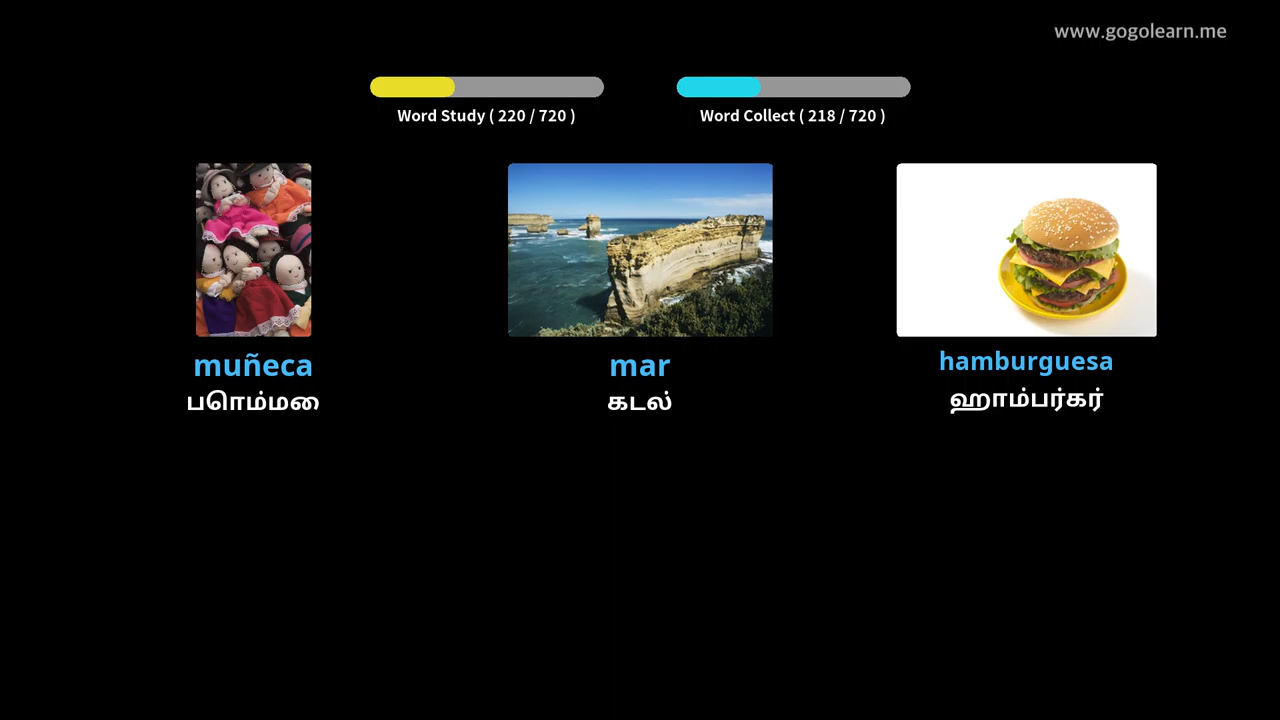 www.gogolearn.me
Word Study ( 220 / 720 )
Word Collect ( 218 / 720 )
muñeca
பொம்மை
mar
கடல்
hamburguesa
ஹாம்பர்கர்